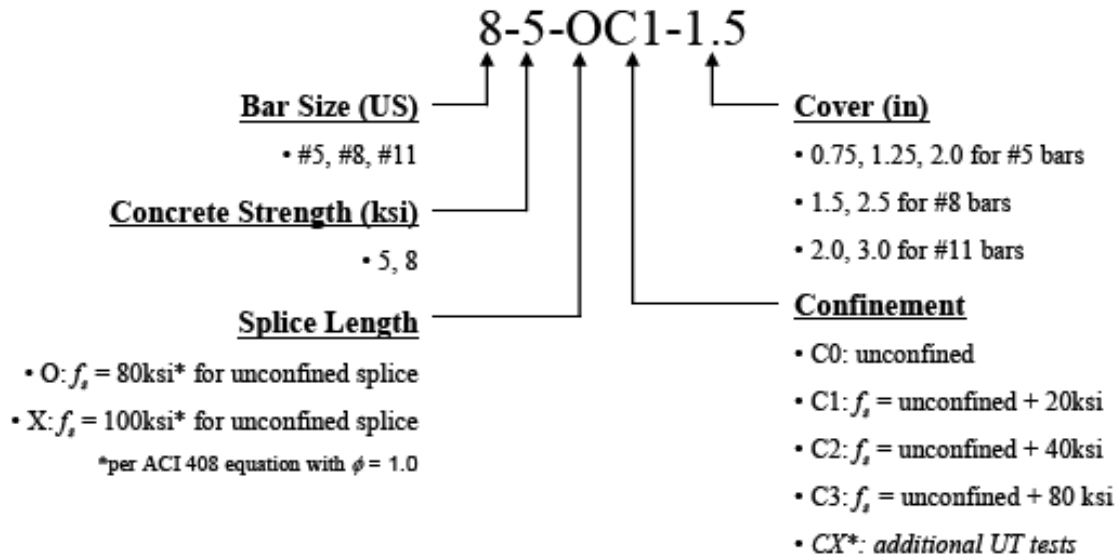 8-5-OC1-1.5
Bar Size (US)
• #5, #8, #11
Concrete Strength (ksi)
• 5, 8
Splice Length
• O: fs = 80ksi* for unconfined splice
• X: fs = 100ksi* for unconfined splice
*per ACI 408 equation with ϕ = 1.0
Cover (in)
• 0.75, 1.25, 2.0 for #5 bars
• 1.5, 2.5 for #8 bars
• 2.0, 3.0 for #11 bars
Confinement
• C0: unconfined
• C1: fs = unconfined + 20ksi
• C2: fs = unconfined + 40ksi
• C3: fs = unconfined + 80 ksi
• CX*: additional UT tests